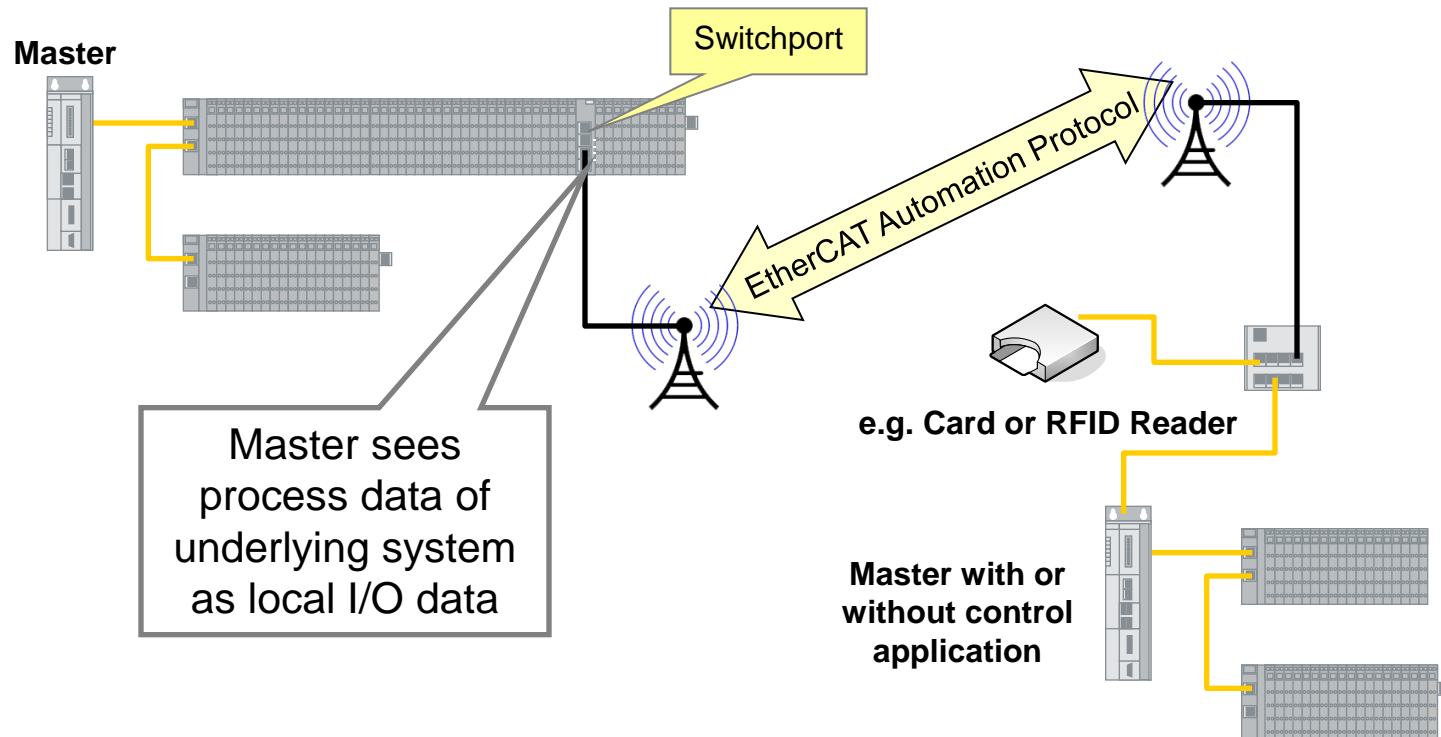 Master
Switchport
EtherCAT Automation Protocol
Master sees
process data of
underlying system
as local I/O data
e.g. Card or RFID Reader
Master with or
without control
application